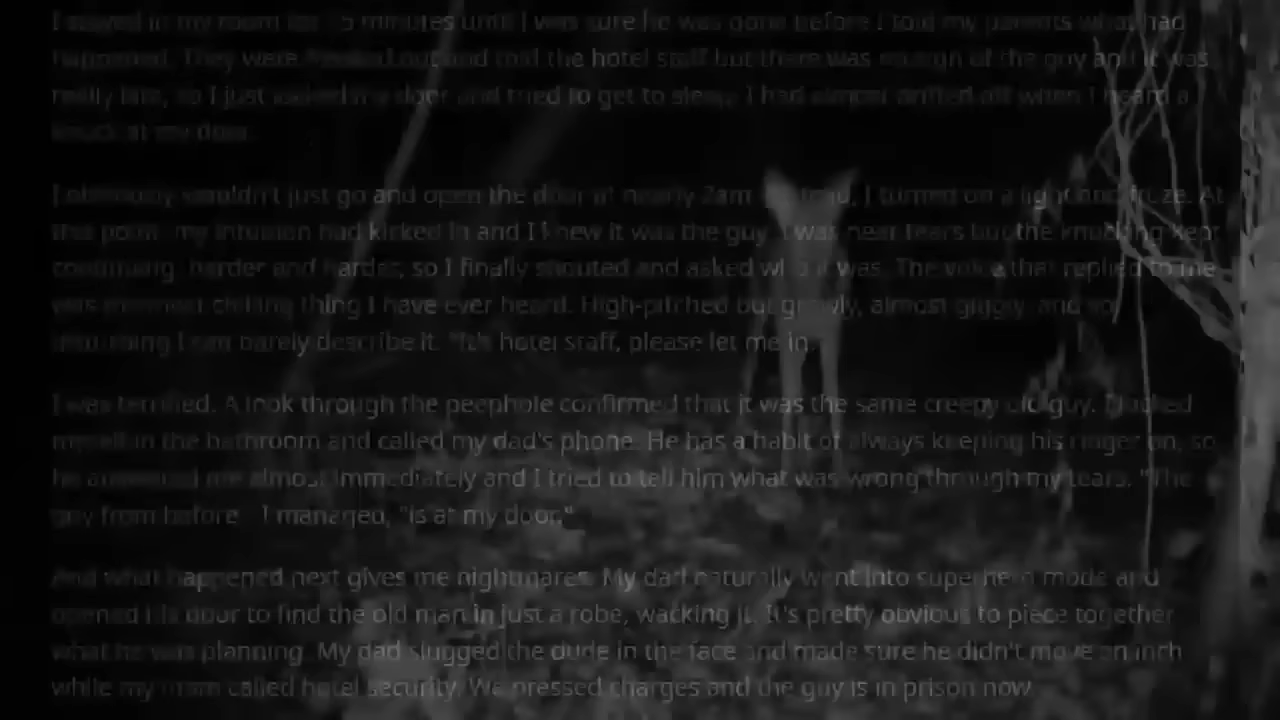 I stayed in my room for 15 minutes until I was sure he was gone before I told my parents what had
happened. They were freaked out and told the hotel staff but there was no sign of the guy and it was
really late, so I just locked my door and tried to get to sleep. I had almost drifted off when I heard a
knock at my door.
I obviously wouldn't just go and open the door at nearly 2am instead, I turned on a light and froze. At
this point, my intuition had kicked in and I knew it was the guy. I was near tears but the knocking kept
continuing, harder and harder, so I finally shouted and asked who it was. The voice that replied to me
was the most chilling thing I have ever heard. High-pitched but growly, almost giggly, and so
disturbing I can barely describe it. "It's hotel staff, please let me in
I was terrified. A look through the peephole confirmed that it was the same creepy old guy. I locked
myself in the bathroom and called my dad's phone. He has a habit of always keeping his ringer on, so
he answered me almost immediately and I tried to tell him what was wrong through my tears. "The
guy from before", I managed, "is at my door."
And what happened next gives me nightmares. My dad naturally went into superhero mode and
opened his door to find the old man in just a robe, wacking it. It's pretty obvious to piece together
what he was planning. My dad slugged the dude in the face and made sure he didn't move an inch
while my mom called hotel security. We pressed charges and the guy is in prison now